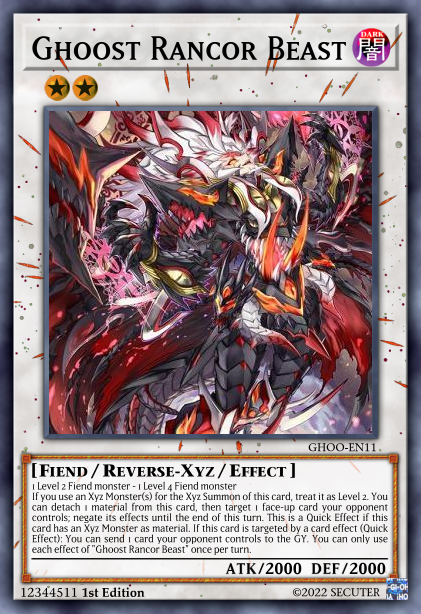 Ghoost Rancor Beast
DARK
闇
GHOO-EN11
[Fiend / Reverse-Xyz / Effect]
1 Level 2 Fiend monster - 1 Level 4 Fiend monster
If you use an Xyz Monster(s) for the Xyz Summon of this card, treat it as Level 2. You
can detach 1 material from this card, then target 1 face-up card your opponent
controls; negate its effects until the end of this turn. This is a Quick Effect if this
card has an Xyz Monster as material. If this card is targeted by a card effect (Quick
Effect): You can send 1 card your opponent controls to the GY. You can only use
each effect of "Ghoost Rancor Beast" once per turn.
ATK/2000 DEF/2000
12344511 1st Edition
©2022 SECUTER